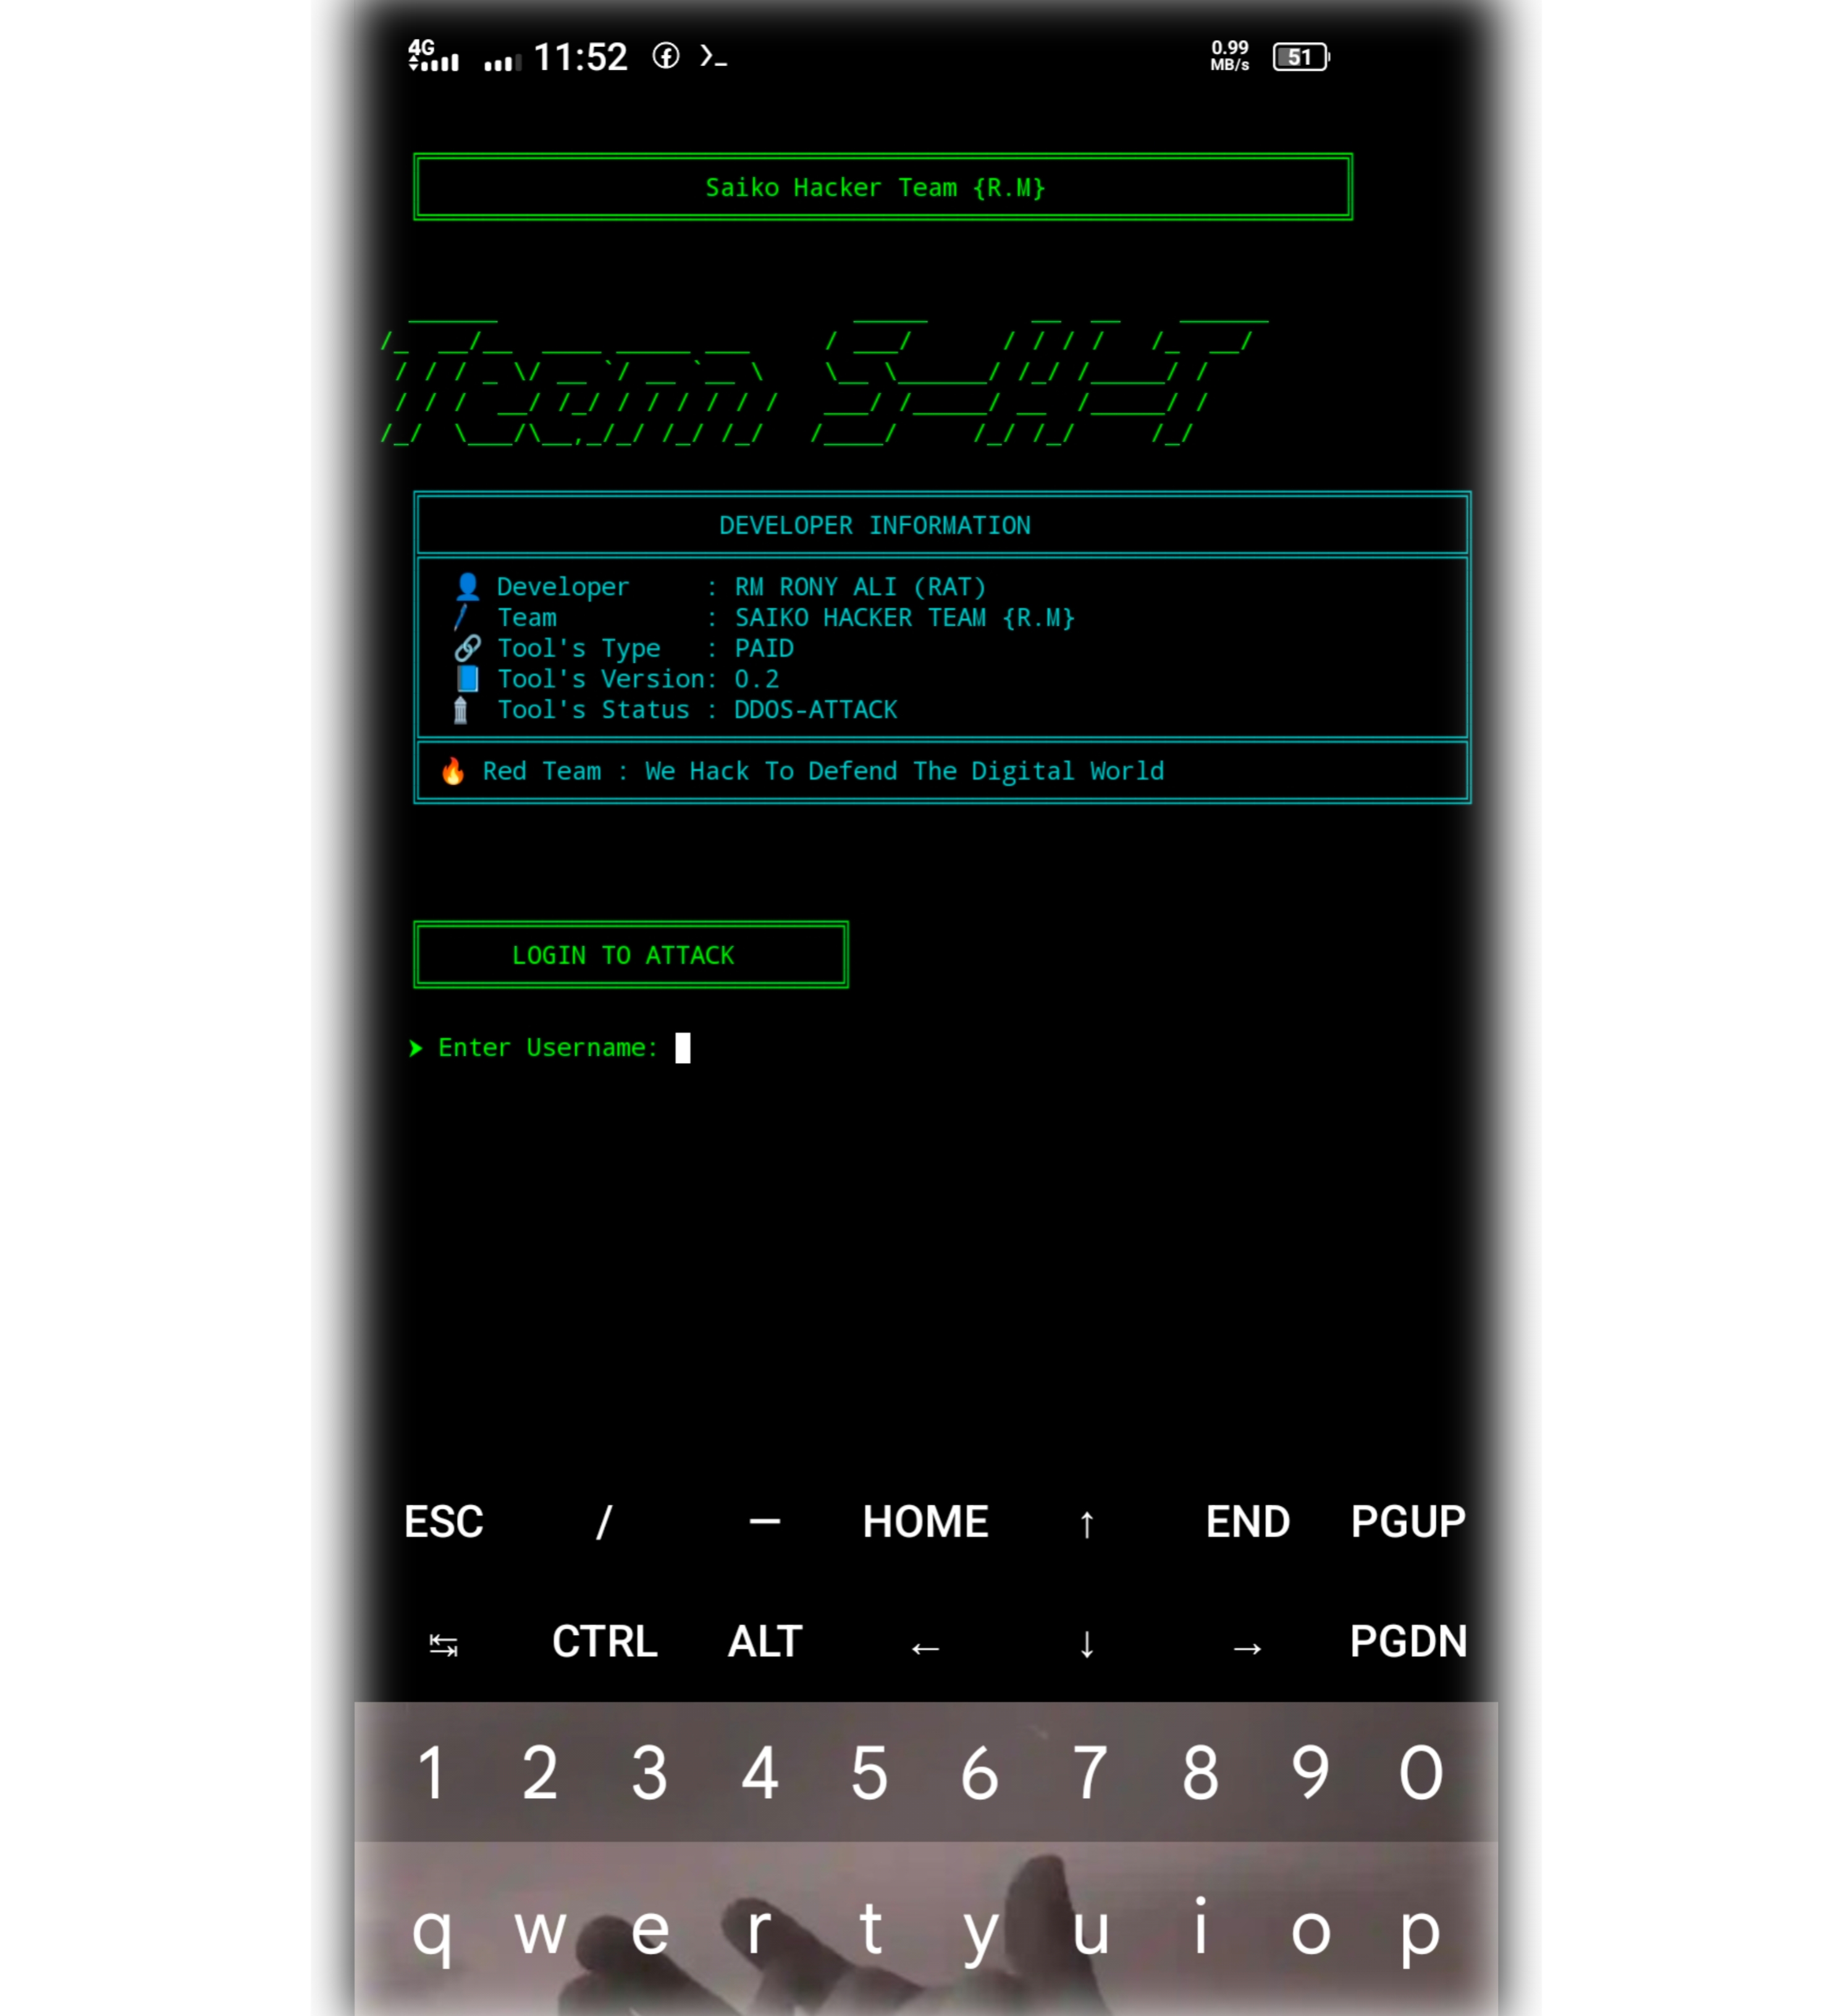 4G 11:52 0.99 MB/s 51
Saiko Hacker Team {R.M}
Team S-H-T
DEVELOPER INFORMATION
👤 Developer : RM RONY ALI (RAT)
Team : SAIKO HACKER TEAM {R.M}
🔗 Tool's Type : PAID
📘 Tool's Version: 0.2
Tool's Status : DDOS-ATTACK
🔥 Red Team : We Hack To Defend The Digital World
LOGIN TO ATTACK
➤ Enter Username:
ESC / — HOME ↑ END PGUP
↹ CTRL ALT ← ↓ → PGDN
1 2 3 4 5 6 7 8 9 0
q w e r t y u i o p